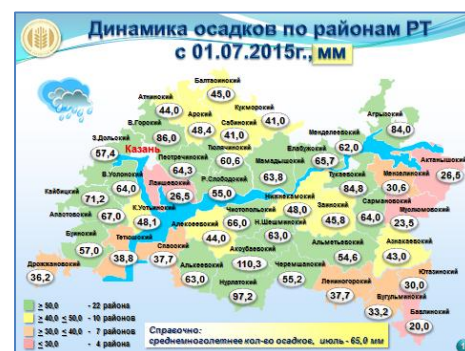 Динамика осадков по районам РТ
с 01.07.2015г., мм
Балтасинский
45,0
Атнинский
44,0
Кукморский
41,0
Арский
48,4
Сабинский
41,0
В.Горский
86,0
Агрызский
84,0
З.Дольский
57,4
Казань
Тюлячинский
60,6
Менделеевский
62,0
Елабужский
65,7
Пестречинский
64,3
Мамадышский
63,8
Актанышский
26,5
В.Услонский
64,0
Лаишевский
26,5
Р.Слободский
55,0
Тукаевский
84,8
Мензелинский
30,6
Кайбицкий
71,2
Нижнекамский
48,0
Заинский
45,8
Сармановский
64,0
Муслюмовский
23,5
Апастовский
67,0
К.Устьинский
48,1
Алексеевский
44,0
Чистопольский
66,0
Н.Шешминский
63,0
Буинский
57,0
Тетюшский
38,8
Спасский
37,7
Аксубаевский
110,3
Альметьевский
54,6
Азнакаевский
43,0
Дрожжановский
36,2
Алькеевский
63,0
Нурлатский
97,2
Черемшанский
55,2
Лениногорский
37,7
Ютазинский
30,0
Бугульминский
33,2
Бавлинский
20,0
≥ 50,0 - 22 района
≥ 40,0 ≤ 50,0 - 10 районов
≥ 30,0 ≤ 40,0 - 7 районов
≤ 30,0 - 4 района
Справочно:
среднемноголетнее кол-во осадков, июль - 65,0 мм